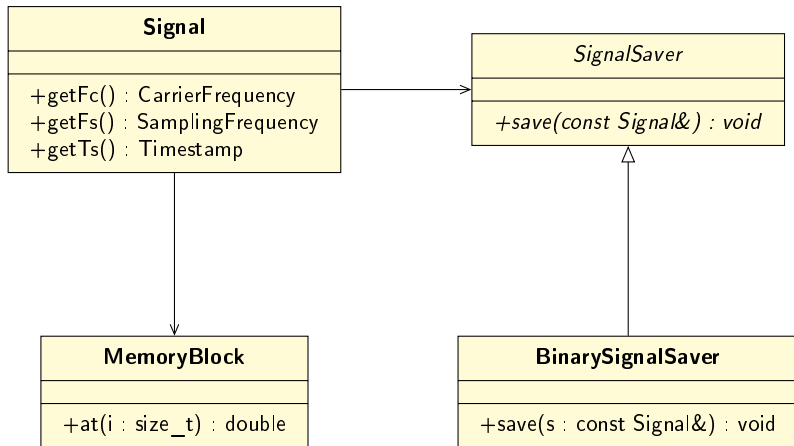 Signal
+getFc() : CarrierFrequency
+getFs() : SamplingFrequency
+getTs() : Timestamp
SignalSaver
+save(const Signal&) : void
MemoryBlock
+at(i : size_t) : double
BinarySignalSaver
+save(s : const Signal&) : void